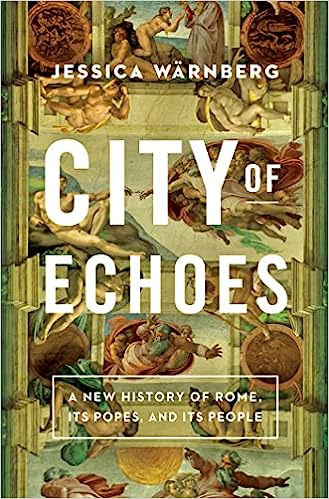 JESSICA WÄRNBERG
CITY
OF
ECHOES
A NEW HISTORY OF ROME,
ITS POPES, AND ITS PEOPLE